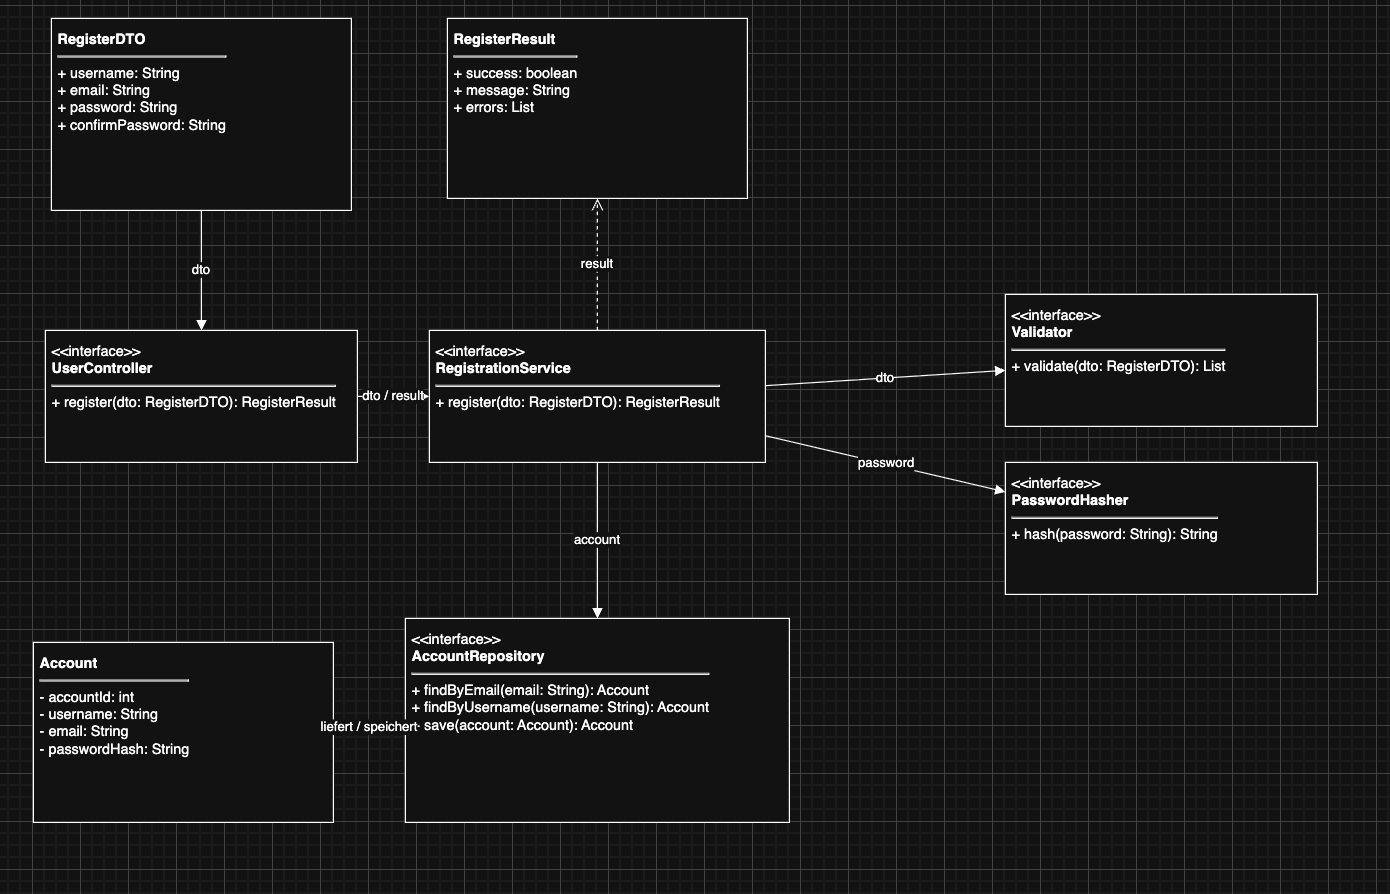 RegisterDTO
+ username: String
+ email: String
+ password: String
+ confirmPassword: String
RegisterResult
+ success: boolean
+ message: String
+ errors: List
dto
result
<<interface>>
UserController
+ register(dto: RegisterDTO): RegisterResult
dto / result
<<interface>>
RegistrationService
+ register(dto: RegisterDTO): RegisterResult
dto
<<interface>>
Validator
+ validate(dto: RegisterDTO): List
password
<<interface>>
PasswordHasher
+ hash(password: String): String
account
Account
- accountId: int
- username: String
- email: String
- passwordHash: String
liefert / speichert
<<interface>>
AccountRepository
+ findByEmail(email: String): Account
+ findByUsername(username: String): Account
save(account: Account): Account